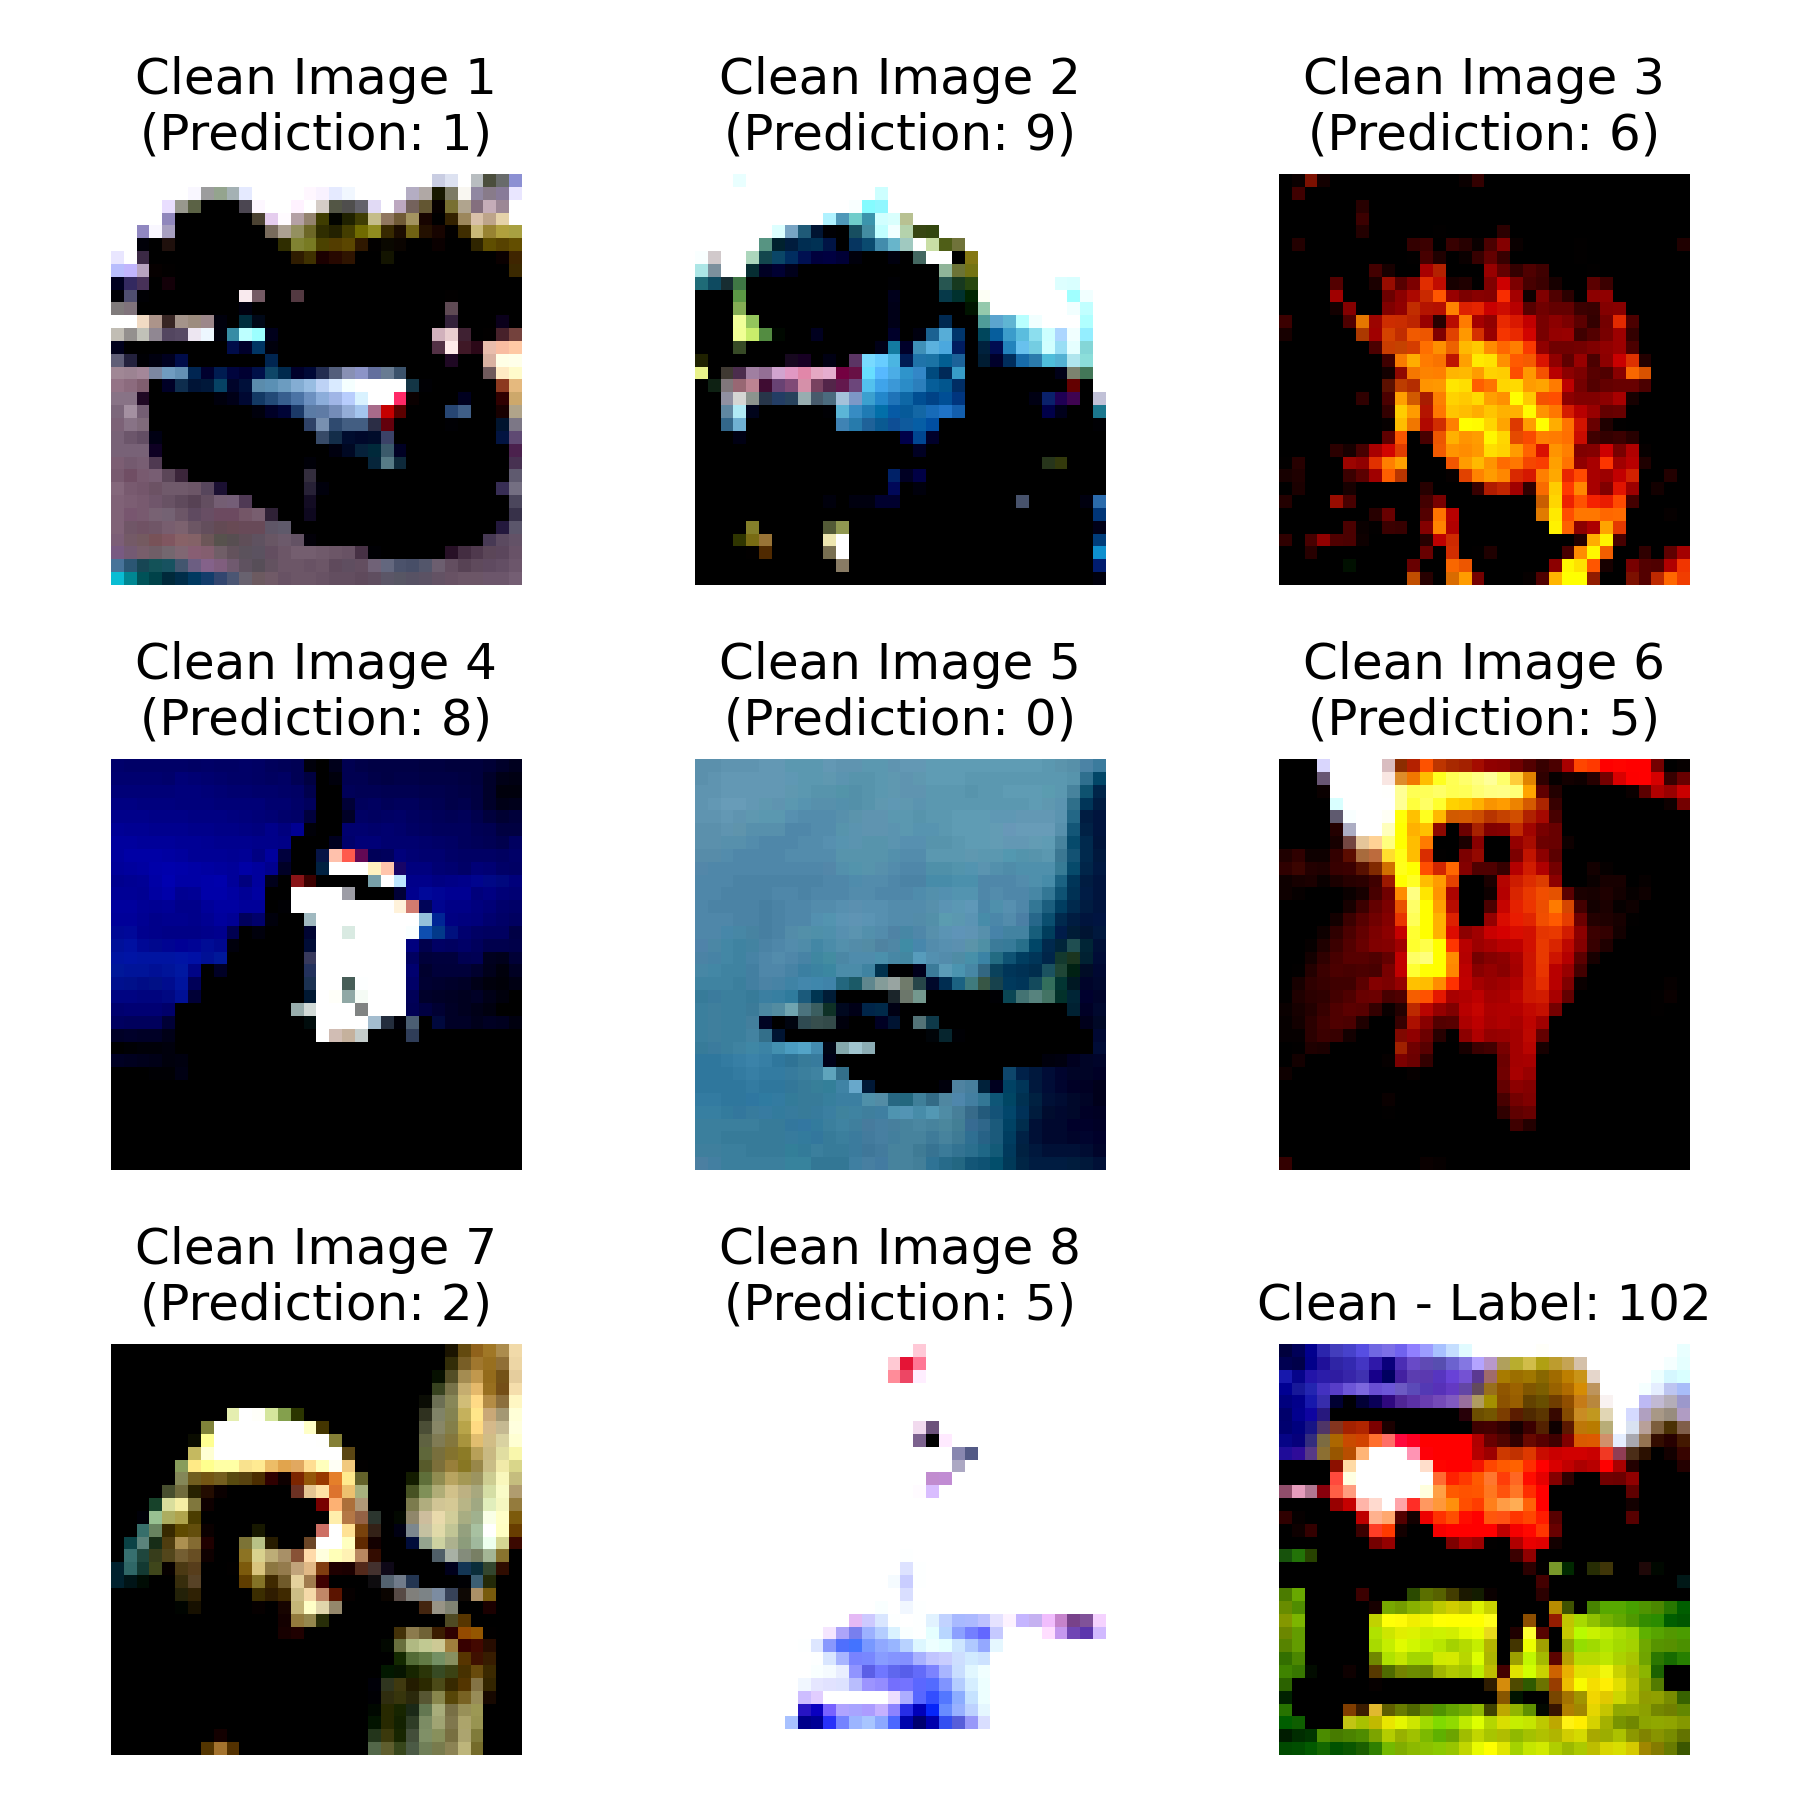 Clean Image 1
(Prediction: 1)
Clean Image 2
(Prediction: 9)
Clean Image 3
(Prediction: 6)
Clean Image 4
(Prediction: 8)
Clean Image 5
(Prediction: 0)
Clean Image 6
(Prediction: 5)
Clean Image 7
(Prediction: 2)
Clean Image 8
(Prediction: 5)
Clean - Label: 102